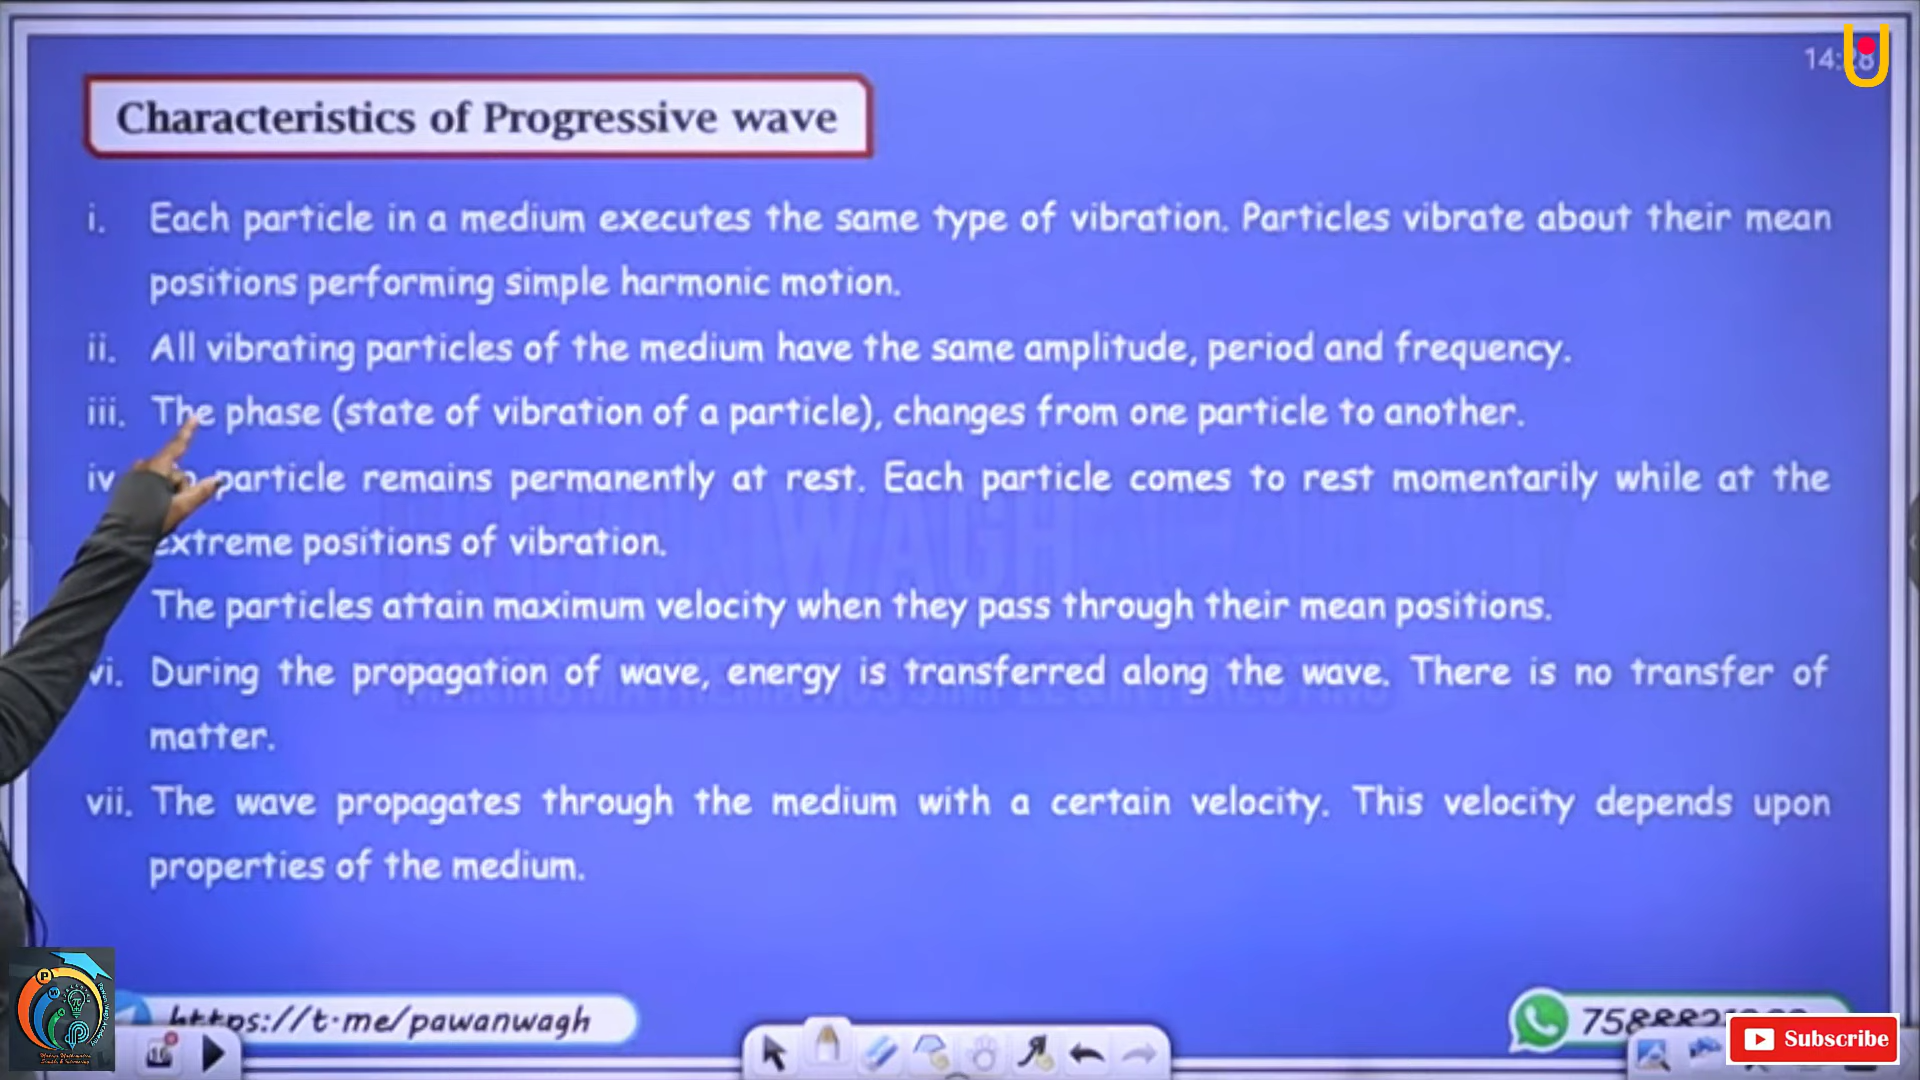 14:28
Characteristics of Progressive wave
i. Each particle in a medium executes the same type of vibration. Particles vibrate about their mean
positions performing simple harmonic motion.
ii. All vibrating particles of the medium have the same amplitude, period and frequency.
iii. The phase (state of vibration of a particle), changes from one particle to another.
iv particle remains permanently at rest. Each particle comes to rest momentarily while at the
extreme positions of vibration.
The particles attain maximum velocity when they pass through their mean positions.
vi. During the propagation of wave, energy is transferred along the wave. There is no transfer of
matter.
vii. The wave propagates through the medium with a certain velocity. This velocity depends upon
properties of the medium.
https://t.me/pawanwagh
Subscribe